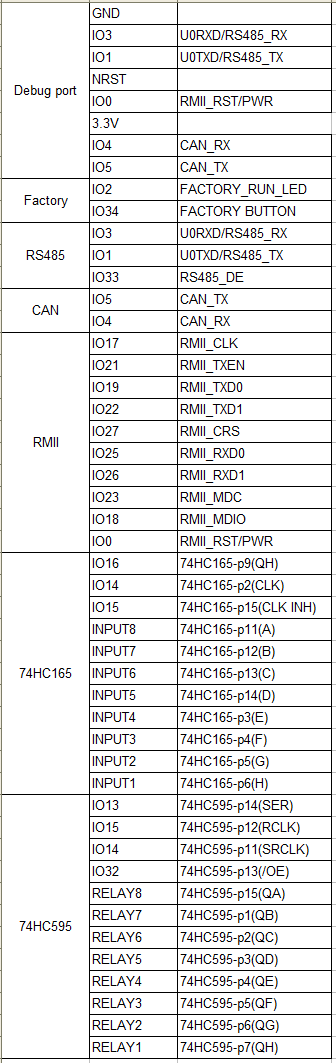 Debug port
GND
IO3 U0RXD/RS485_RX
IO1 U0TXD/RS485_TX
NRST
IO0 RMII_RST/PWR
3.3V
IO4 CAN_RX
IO5 CAN_TX
Factory
IO2 FACTORY_RUN_LED
IO34 FACTORY BUTTON
RS485
IO3 U0RXD/RS485_RX
IO1 U0TXD/RS485_TX
IO33 RS485_DE
CAN
IO5 CAN_TX
IO4 CAN_RX
RMII
IO17 RMII_CLK
IO21 RMII_TXEN
IO19 RMII_TXD0
IO22 RMII_TXD1
IO27 RMII_CRS
IO25 RMII_RXD0
IO26 RMII_RXD1
IO23 RMII_MDC
IO18 RMII_MDIO
IO0 RMII_RST/PWR
74HC165
IO16 74HC165-p9(QH)
IO14 74HC165-p2(CLK)
IO15 74HC165-p15(CLK INH)
INPUT8 74HC165-p11(A)
INPUT7 74HC165-p12(B)
INPUT6 74HC165-p13(C)
INPUT5 74HC165-p14(D)
INPUT4 74HC165-p3(E)
INPUT3 74HC165-p4(F)
INPUT2 74HC165-p5(G)
INPUT1 74HC165-p6(H)
74HC595
IO13 74HC595-p14(SER)
IO15 74HC595-p12(RCLK)
IO14 74HC595-p11(SRCLK)
IO32 74HC595-p13(/OE)
RELAY8 74HC595-p15(QA)
RELAY7 74HC595-p1(QB)
RELAY6 74HC595-p2(QC)
RELAY5 74HC595-p3(QD)
RELAY4 74HC595-p4(QE)
RELAY3 74HC595-p5(QF)
RELAY2 74HC595-p6(QG)
RELAY1 74HC595-p7(QH)